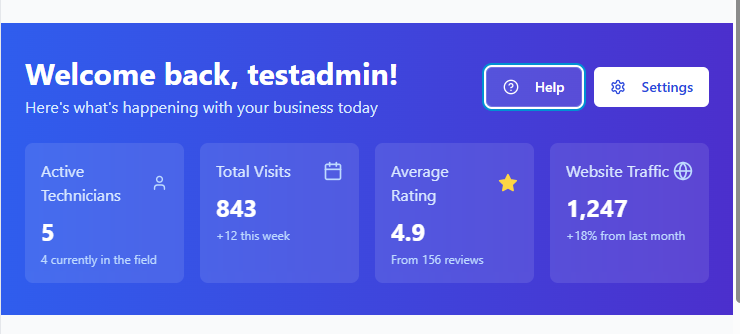 Welcome back, testadmin!
Here's what's happening with your business today
Help
Settings
Active
Technicians
5
4 currently in the field
Total Visits
843
+12 this week
Average
Rating
4.9
From 156 reviews
Website Traffic
1,247
+18% from last month